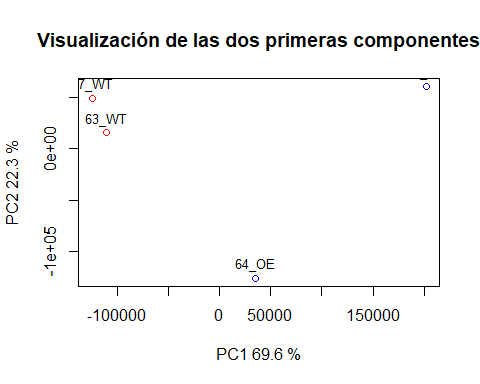 Visualización de las dos primeras componentes
7_WT
63_WT
64_OE
PC2 22.3 %
0e+00
-1e+05
-100000
0
50000
150000
PC1 69.6 %